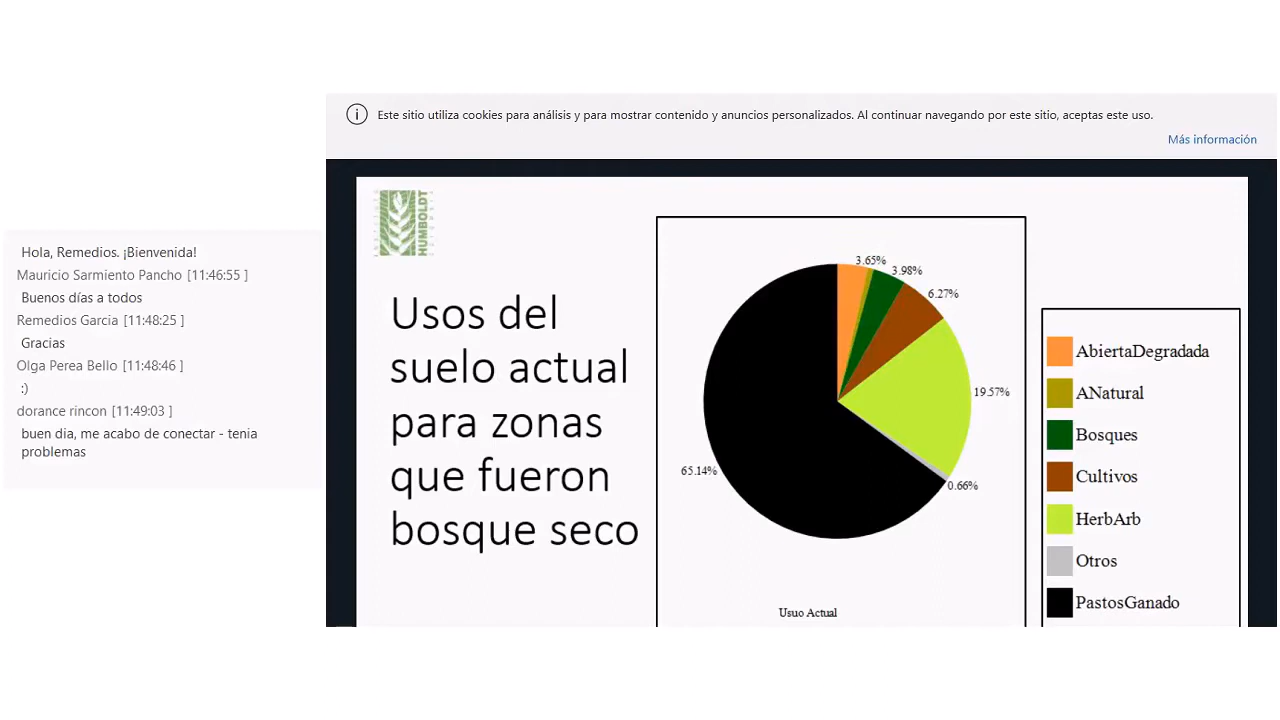 Este sitio utiliza cookies para análisis y para mostrar contenido y anuncios personalizados. Al continuar navegando por este sitio, aceptas este uso.
Más información
Hola, Remedios. ¡Bienvenida!
Mauricio Sarmiento Pancho [11:46:55 ]
Buenos días a todos
Remedios Garcia [11:48:25 ]
Gracias
Olga Perea Bello [11:48:46 ]
:)
dorance rincon [11:49:03 ]
buen dia, me acabo de conectar - tenia
problemas
HUMBOLDT
Usos del
suelo actual
para zonas
que fueron
bosque seco
3.65%
3.98%
6.27%
19.57%
0.66%
65.14%
Usuo Actual
AbiertaDegradada
ANatural
Bosques
Cultivos
HerbArb
Otros
PastosGanado